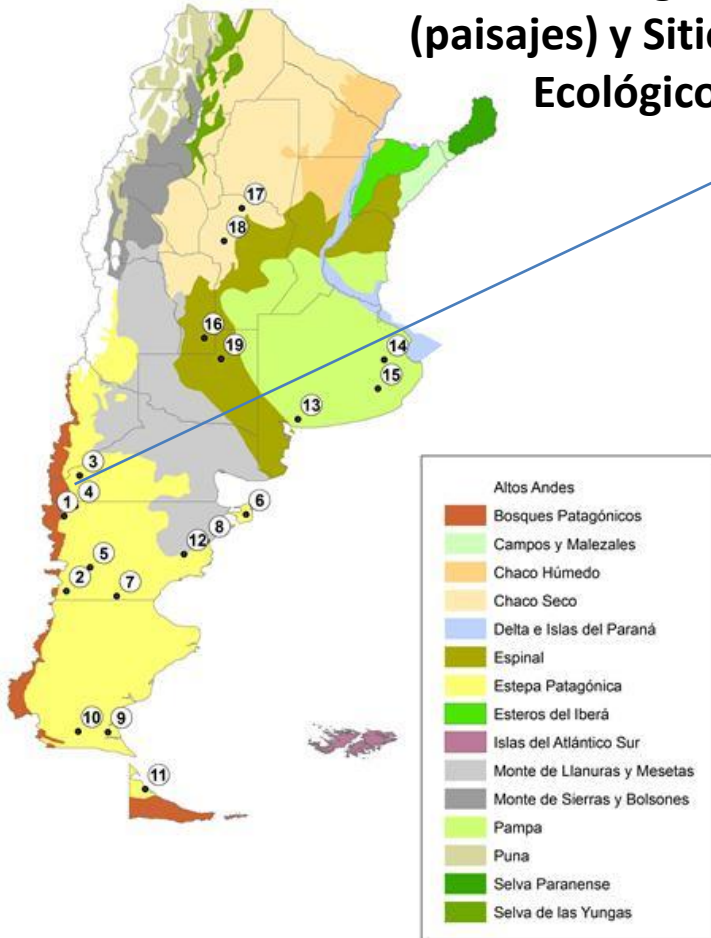 (paisajes) y Sitio
Ecológico
17
18
16
19
14
15
13
3
4
1
6
8
12
5
2
7
10
9
11
Altos Andes
Bosques Patagónicos
Campos y Malezales
Chaco Húmedo
Chaco Seco
Delta e Islas del Paraná
Espinal
Estepa Patagónica
Esteros del Iberá
Islas del Atlántico Sur
Monte de Llanuras y Mesetas
Monte de Sierras y Bolsones
Pampa
Puna
Selva Paranense
Selva de las Yungas